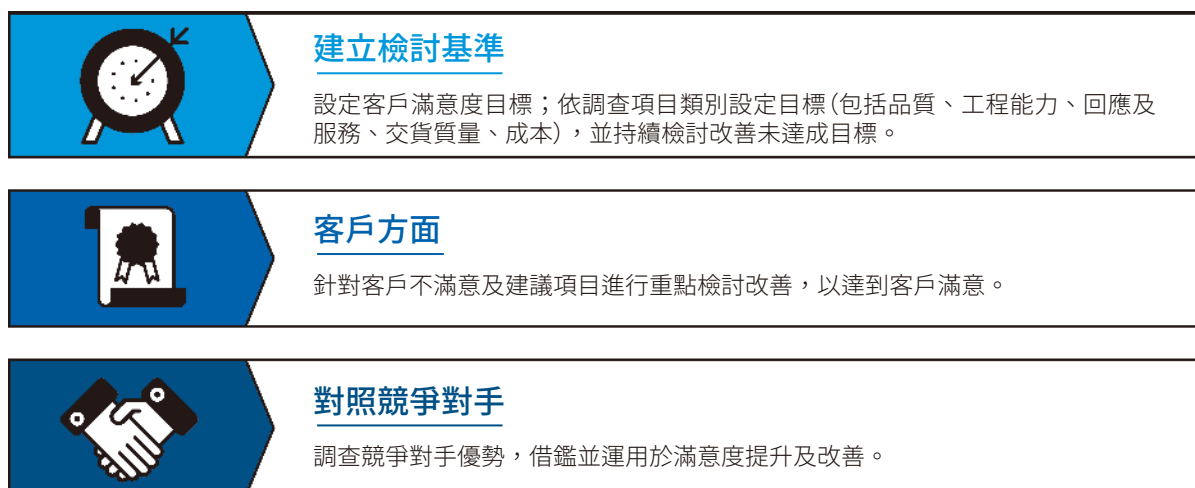 建立檢討基準
設定客戶滿意度目標；依調查項目類別設定目標（包括品質、工程能力、回應及
服務、交貨質量、成本），並持續檢討改善未達成目標。
客戶方面
針對客戶不滿意及建議項目進行重點檢討改善，以達到客戶滿意。
對照競爭對手
調查競爭對手優勢，借鑑並運用於滿意度提升及改善。